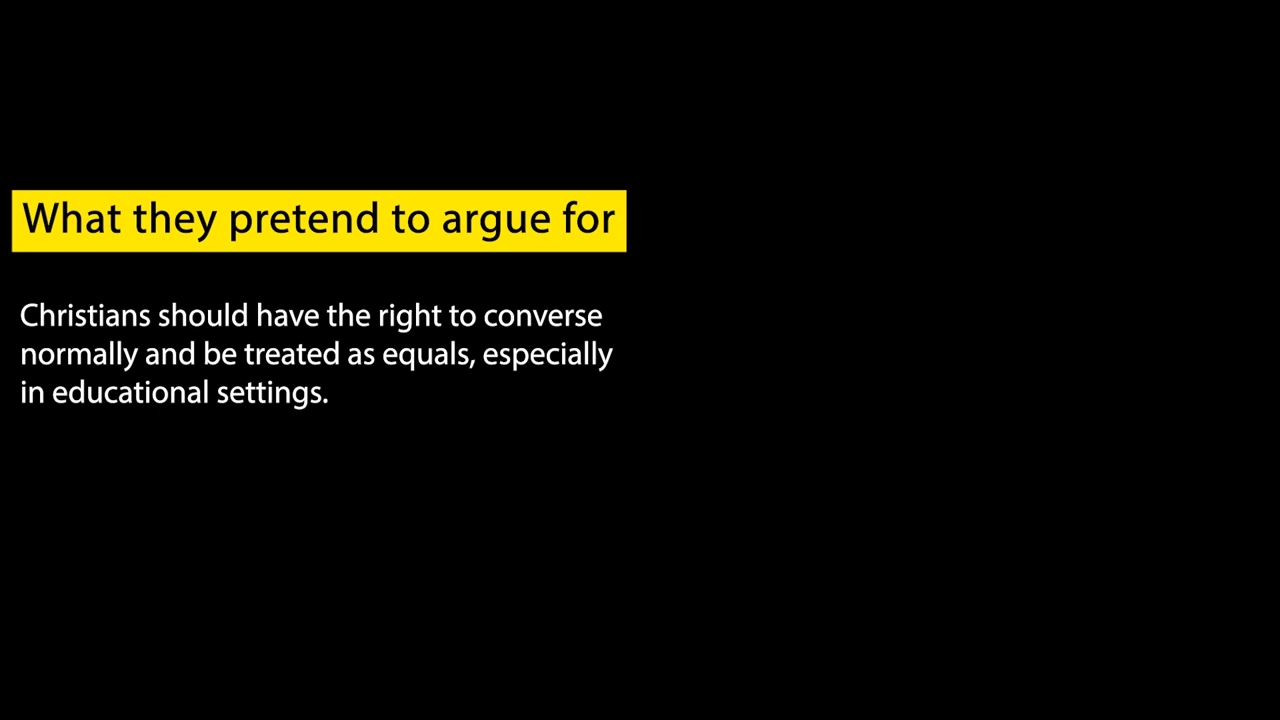 What they pretend to argue for
Christians should have the right to converse
normally and be treated as equals, especially
in educational settings.